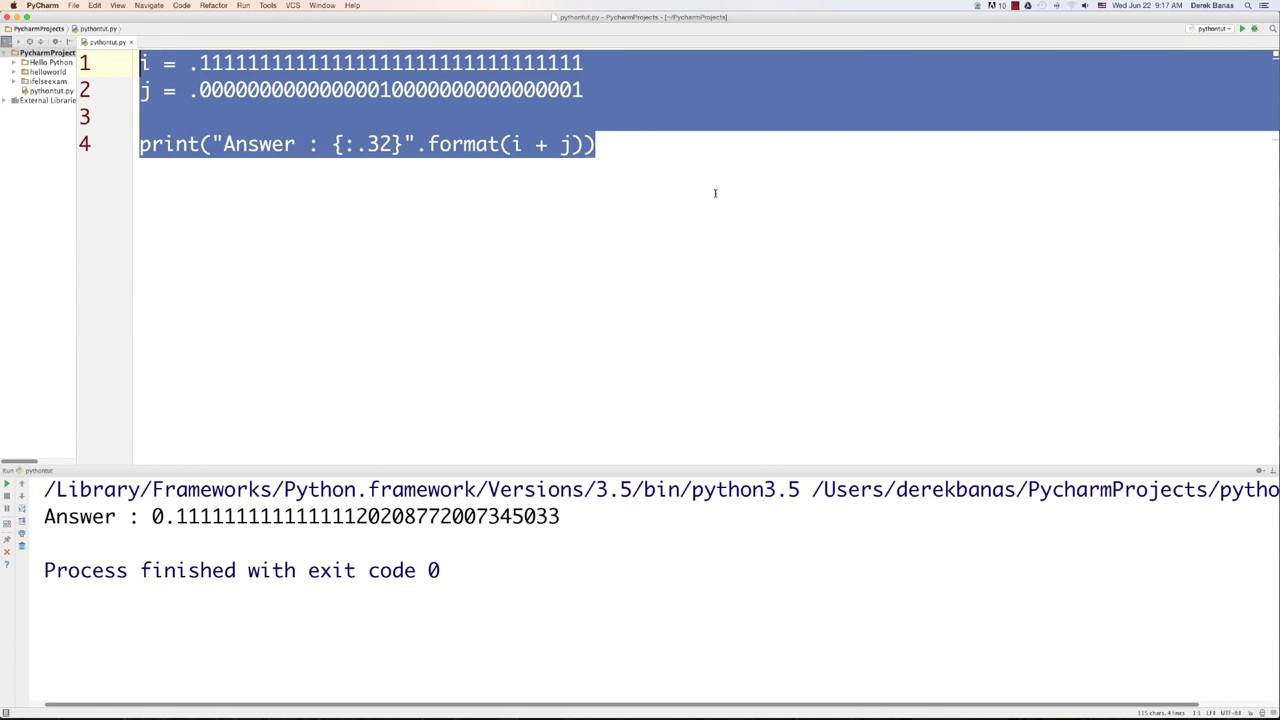 PyCharm File Edit View Navigate Code Refactor Run Tools VCS Window Help 10 Wed Jun 22 9:17 AM Derek Banas
pythontut.py - PycharmProjects - [~/PycharmProjects]
PycharmProjects pythontut.py pythontut
pythontut.py ×
PycharmProject
Hello Python
helloworld
ifelseexam
pythontut.py
External Librarie
1 i = .11111111111111111111111111111111
2 j = .00000000000000010000000000000001
3
4 print("Answer : {:.32}".format(i + j))
Run pythontut
/Library/Frameworks/Python.framework/Versions/3.5/bin/python3.5 /Users/derekbanas/PycharmProjects/pytho
Answer : 0.11111111111111120208772007345033
Process finished with exit code 0
115 chars, 4 lines 1:1 LF÷ UTF-8÷